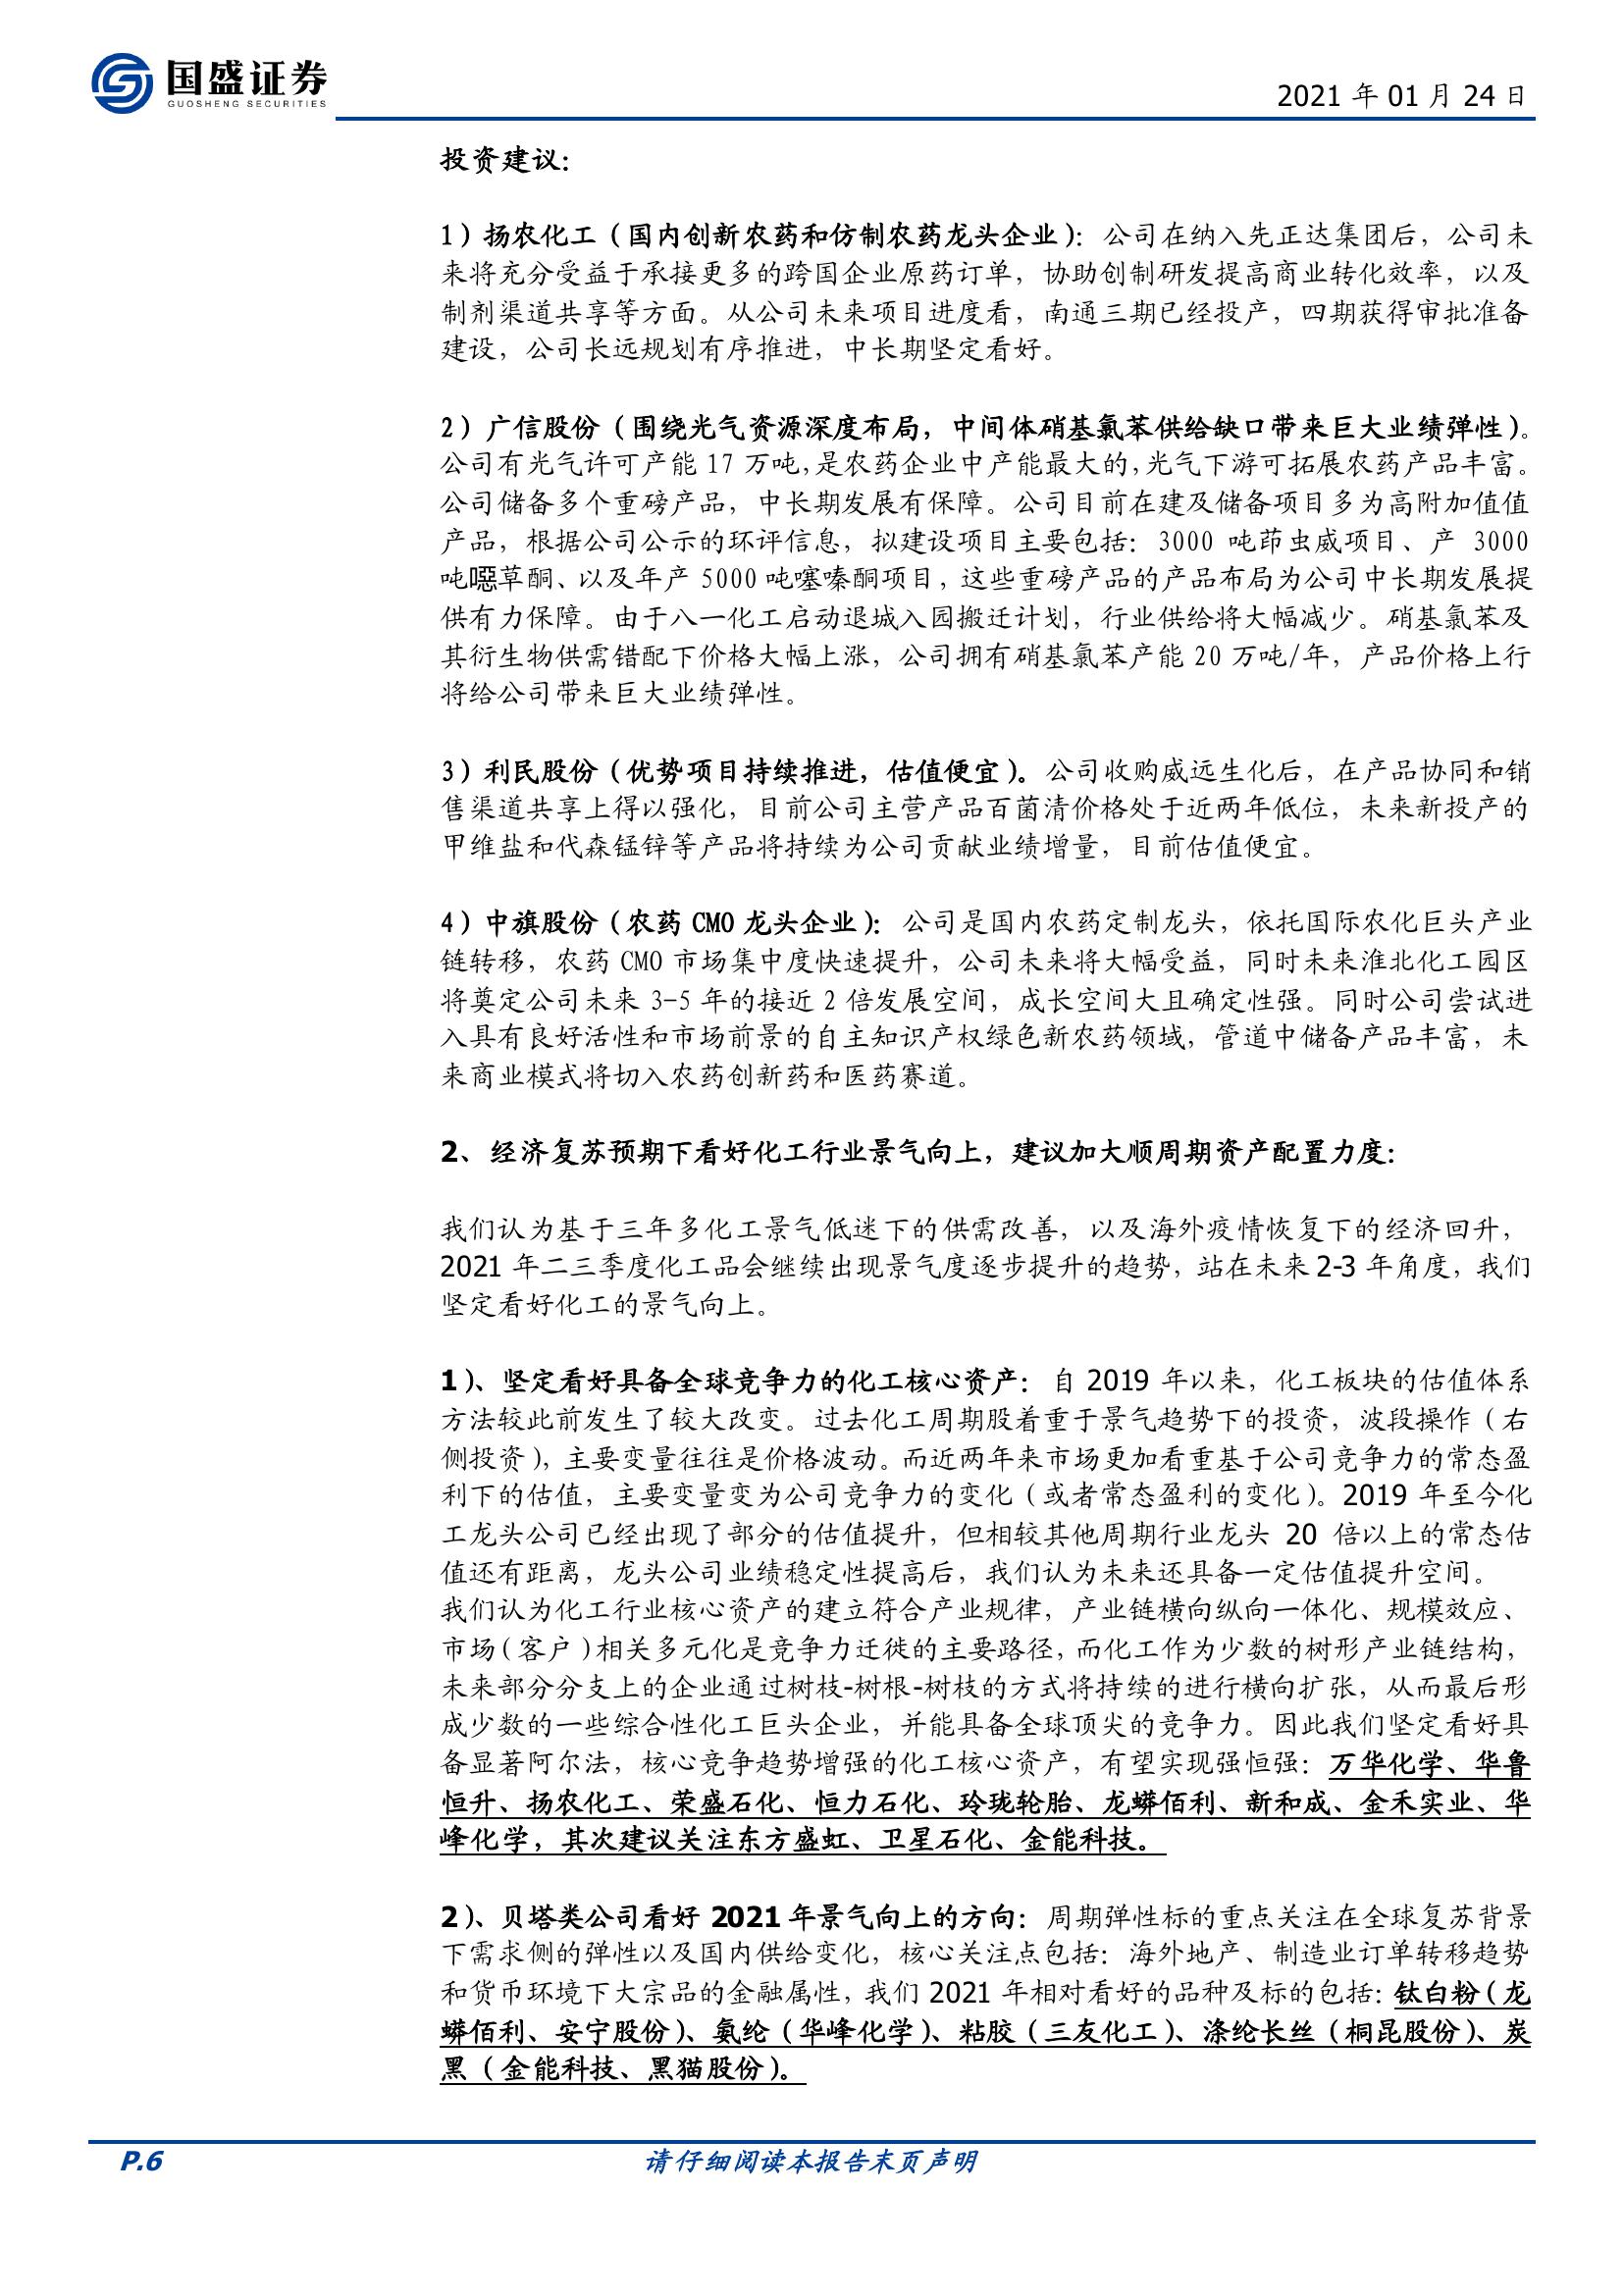 国盛证券
GUOSHENG SECURITIES
2021 年 01 月 24 日
投资建议：
1）扬农化工（国内创新农药和仿制农药龙头企业）：公司在纳入先正达集团后，公司未
来将充分受益于承接更多的跨国企业原药订单，协助创制研发提高商业转化效率，以及
制剂渠道共享等方面。从公司未来项目进度看，南通三期已经投产，四期获得审批准备
建设，公司长远规划有序推进，中长期坚定看好。
2）广信股份（围绕光气资源深度布局，中间体硝基氯苯供给缺口带来巨大业绩弹性）。
公司有光气许可产能 17 万吨，是农药企业中产能最大的，光气下游可拓展农药产品丰富。
公司储备多个重磅产品，中长期发展有保障。公司目前在建及储备项目多为高附加值值
产品，根据公司公示的环评信息，拟建设项目主要包括：3000 吨茚虫威项目、产 3000
吨噁草酮、以及年产 5000 吨噻嗪酮项目，这些重磅产品的产品布局为公司中长期发展提
供有力保障。由于八一化工启动退城入园搬迁计划，行业供给将大幅减少。硝基氯苯及
其衍生物供需错配下价格大幅上涨，公司拥有硝基氯苯产能 20 万吨/年，产品价格上行
将给公司带来巨大业绩弹性。
3）利民股份（优势项目持续推进，估值便宜）。公司收购威远生化后，在产品协同和销
售渠道共享上得以强化，目前公司主营产品百菌清价格处于近两年低位，未来新投产的
甲维盐和代森锰锌等产品将持续为公司贡献业绩增量，目前估值便宜。
4）中旗股份（农药 CMO 龙头企业）：公司是国内农药定制龙头，依托国际农化巨头产业
链转移，农药 CMO 市场集中度快速提升，公司未来将大幅受益，同时未来淮北化工园区
将奠定公司未来 3-5 年的接近 2 倍发展空间，成长空间大且确定性强。同时公司尝试进
入具有良好活性和市场前景的自主知识产权绿色新农药领域，管道中储备产品丰富，未
来商业模式将切入农药创新药和医药赛道。
2、经济复苏预期下看好化工行业景气向上，建议加大顺周期资产配置力度：
我们认为基于三年多化工景气低迷下的供需改善，以及海外疫情恢复下的经济回升，
2021 年二三季度化工品会继续出现景气度逐步提升的趋势，站在未来 2-3 年角度，我们
坚定看好化工的景气向上。
1）、坚定看好具备全球竞争力的化工核心资产：自 2019 年以来，化工板块的估值体系
方法较此前发生了较大改变。过去化工周期股着重于景气趋势下的投资，波段操作（右
侧投资），主要变量往往是价格波动。而近两年来市场更加看重基于公司竞争力的常态盈
利下的估值，主要变量变为公司竞争力的变化（或者常态盈利的变化）。2019 年至今化
工龙头公司已经出现了部分的估值提升，但相较其他周期行业龙头 20 倍以上的常态估
值还有距离，龙头公司业绩稳定性提高后，我们认为未来还具备一定估值提升空间。
我们认为化工行业核心资产的建立符合产业规律，产业链横向纵向一体化、规模效应、
市场（客户）相关多元化是竞争力迁徙的主要路径，而化工作为少数的树形产业链结构，
未来部分分支上的企业通过树枝-树根-树枝的方式将持续的进行横向扩张，从而最后形
成少数的一些综合性化工巨头企业，并能具备全球顶尖的竞争力。因此我们坚定看好具
备显著阿尔法，核心竞争趋势增强的化工核心资产，有望实现强恒强：万华化学、华鲁
恒升、扬农化工、荣盛石化、恒力石化、玲珑轮胎、龙蟒佰利、新和成、金禾实业、华
峰化学，其次建议关注东方盛虹、卫星石化、金能科技。
2）、贝塔类公司看好 2021 年景气向上的方向：周期弹性标的重点关注在全球复苏背景
下需求侧的弹性以及国内供给变化，核心关注点包括：海外地产、制造业订单转移趋势
和货币环境下大宗品的金融属性，我们 2021 年相对看好的品种及标的包括：钛白粉（龙
蟒佰利、安宁股份）、氨纶（华峰化学）、粘胶（三友化工）、涤纶长丝（桐昆股份）、炭
黑（金能科技、黑猫股份）。
P.6
请仔细阅读本报告末页声明